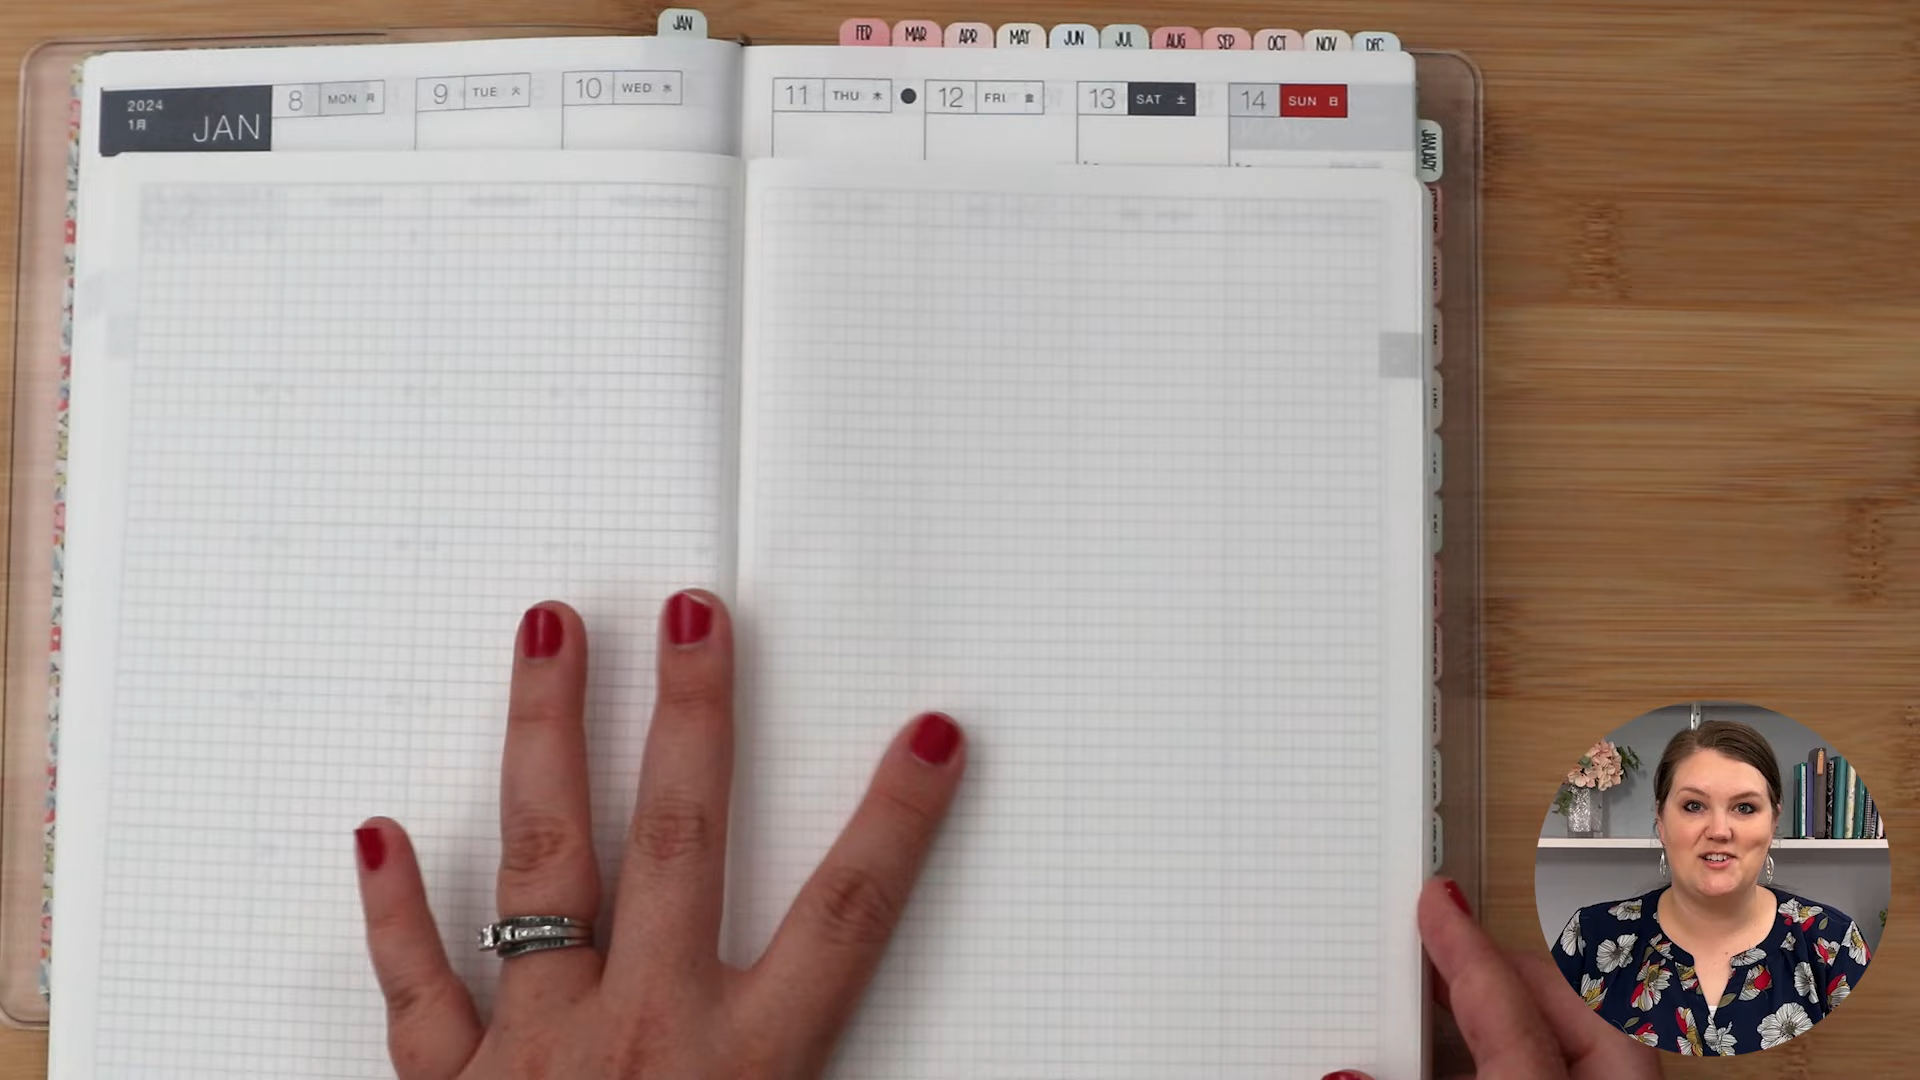 JAN
FEB MAR APR MAY JUN JUL AUG SEP OCT NOV DEC
2024
1月 JAN
8 MON 月
9 TUE 火
10 WED 水
11 THU 木
12 FRI 金
13 SAT 土
14 SUN 日
JANUARY